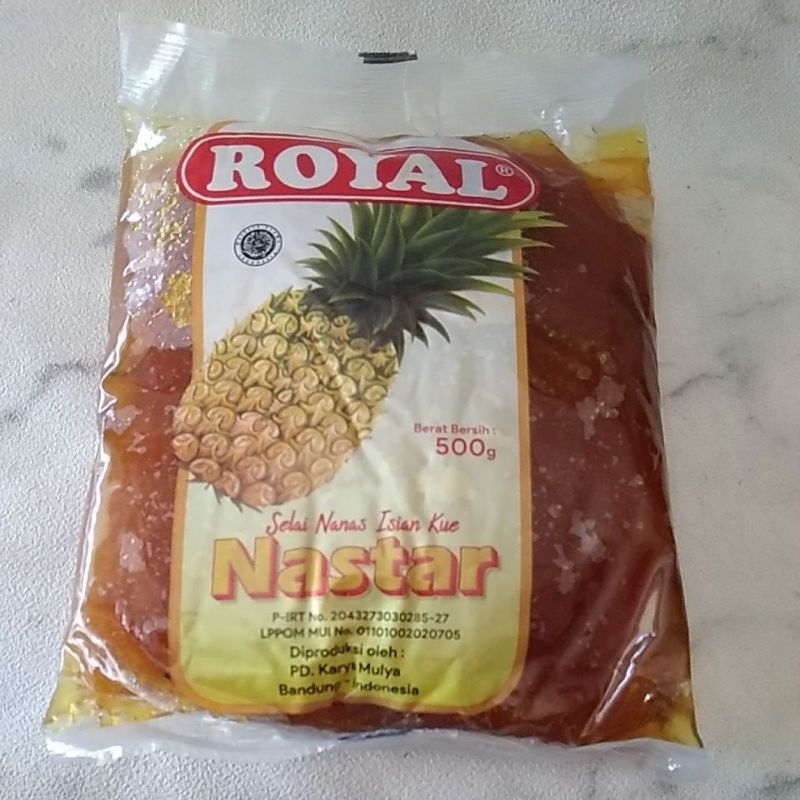 ROYAL®
Berat Bersih :
500g
Selai Nanas Isian Kue
Nastar
P-IRT No. 2043273030285-27
LPPOM MUI No. 01101002020705
Diproduksi oleh :
PD. Karya Mulya
Bandung - Indonesia